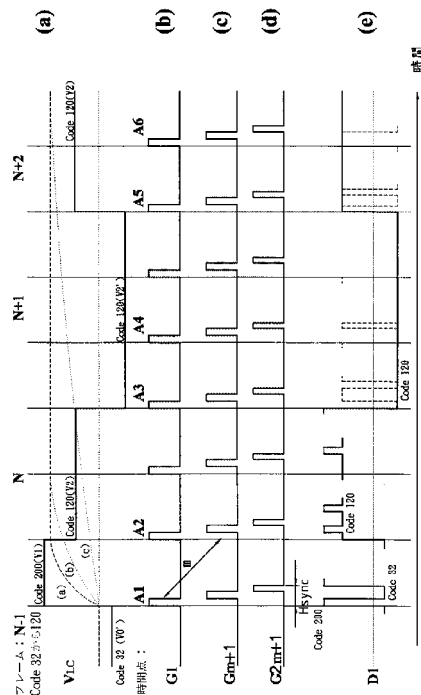 フレーム：N-1
N
N+1
N+2
Code 32から120
Code 200(V1)
(a)
(b)
(c)
VLC
Code 32 (V0')
Code 120(V2)
Code 120(V2')
Code 120(V2)
(a)
時間点：
A1
A2
A3
A4
A5
A6
G1
(b)
m
Gm+1
(c)
G2m+1
(d)
Hsync
Code 200
Code 120
Code 32
Code 120
D1
(e)
時間